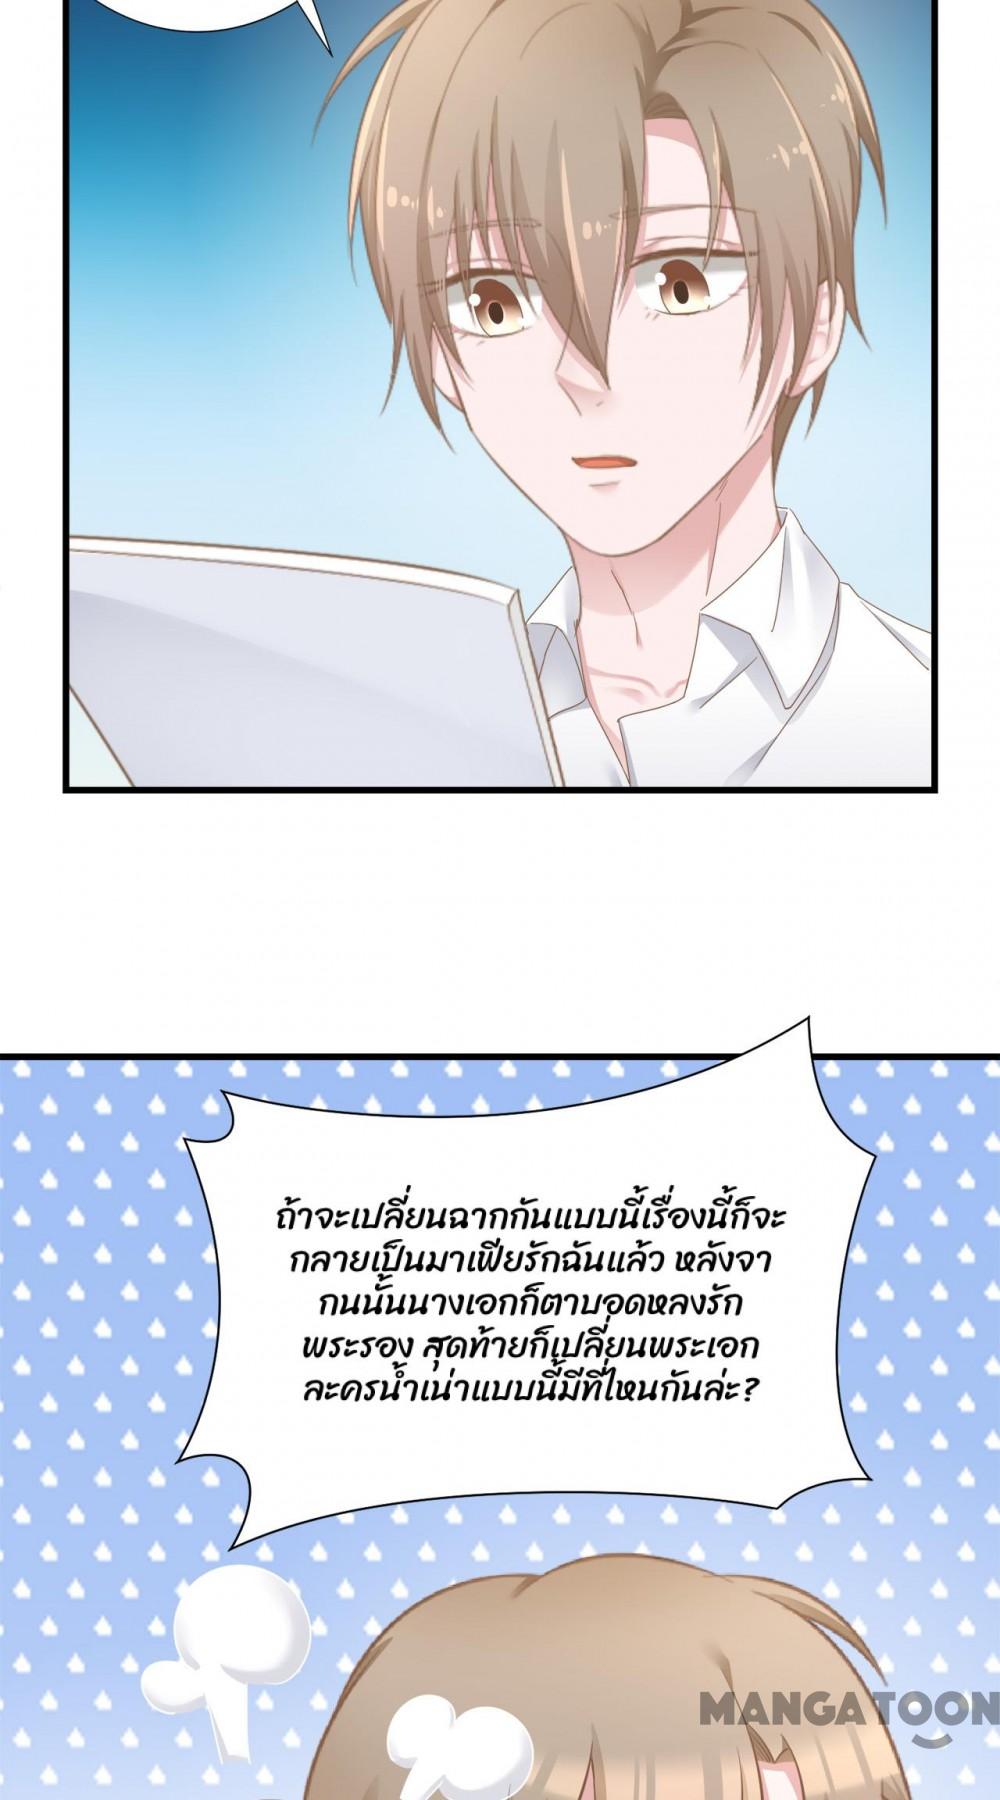 ถ้าจะเปลี่ยนฉากกันแบบนี้เรื่องนี้ก็จะ
กลายเป็นมาเฟียรักฉันแล้ว หลังจา
กนนั้นนางเอกก็ตาบอดหลงรัก
พระรอง สุดท้ายก็เปลี่ยนพระเอก
ละครน้ำเน่าแบบนี้มีที่ไหนกันล่ะ?
MANGATOON